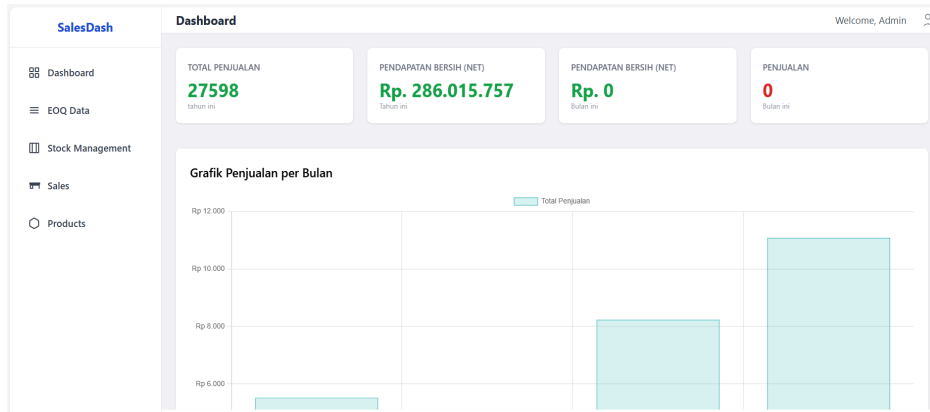 SalesDash
Dashboard
EOQ Data
Stock Management
Sales
Products
Dashboard
Welcome, Admin
TOTAL PENJUALAN
27598
tahun ini
PENDAPATAN BERSIH (NET)
Rp. 286.015.757
Tahun ini
PENDAPATAN BERSIH (NET)
Rp. 0
Bulan ini
PENJUALAN
0
Bulan ini
Grafik Penjualan per Bulan
Total Penjualan
Rp 12.000
Rp 10.000
Rp 8.000
Rp 6.000